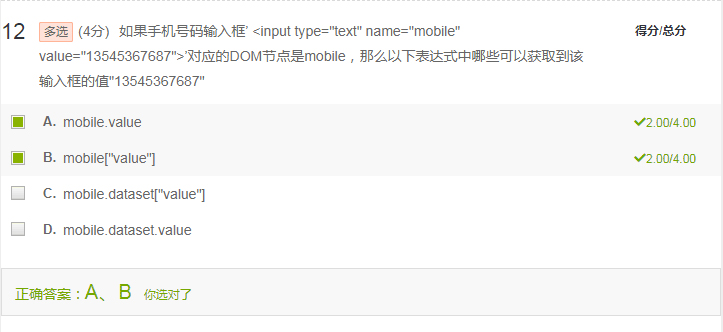 12 多选 (4分) 如果手机号码输入框' <input type="text" name="mobile" 得分/总分
value="13545367687">'对应的DOM节点是mobile，那么以下表达式中哪些可以获取到该
输入框的值"13545367687"
A. mobile.value 2.00/4.00
B. mobile["value"] 2.00/4.00
C. mobile.dataset["value"]
D. mobile.dataset.value
正确答案：A、B 你选对了